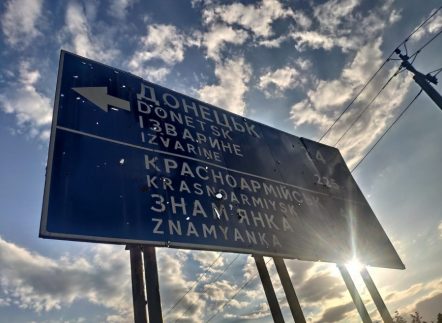 ДОНЕЦЬК
DONETSK
ІЗВАРИНЕ
IZVARINE
КРАСНОАРМІЙСЬК
KRASNOARMIYSK
ЗНАМ'ЯНКА
ZNAMYANKA